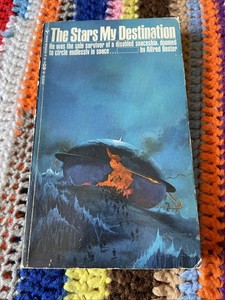 The Stars My Destination
He was the sole survivor of a disabled spaceship, doomed
to circle endlessly in space . . . by Alfred Bester